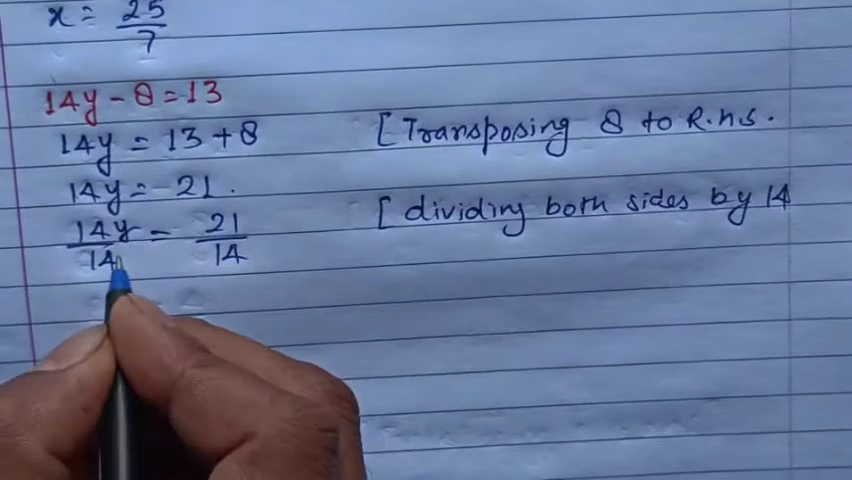 x = 25/7
14y - 8 = 13
14y = 13 + 8 [Transposing 8 to R.h.s.
14y = 21.
14y/14 = 21/14 [dividing both sides by 14